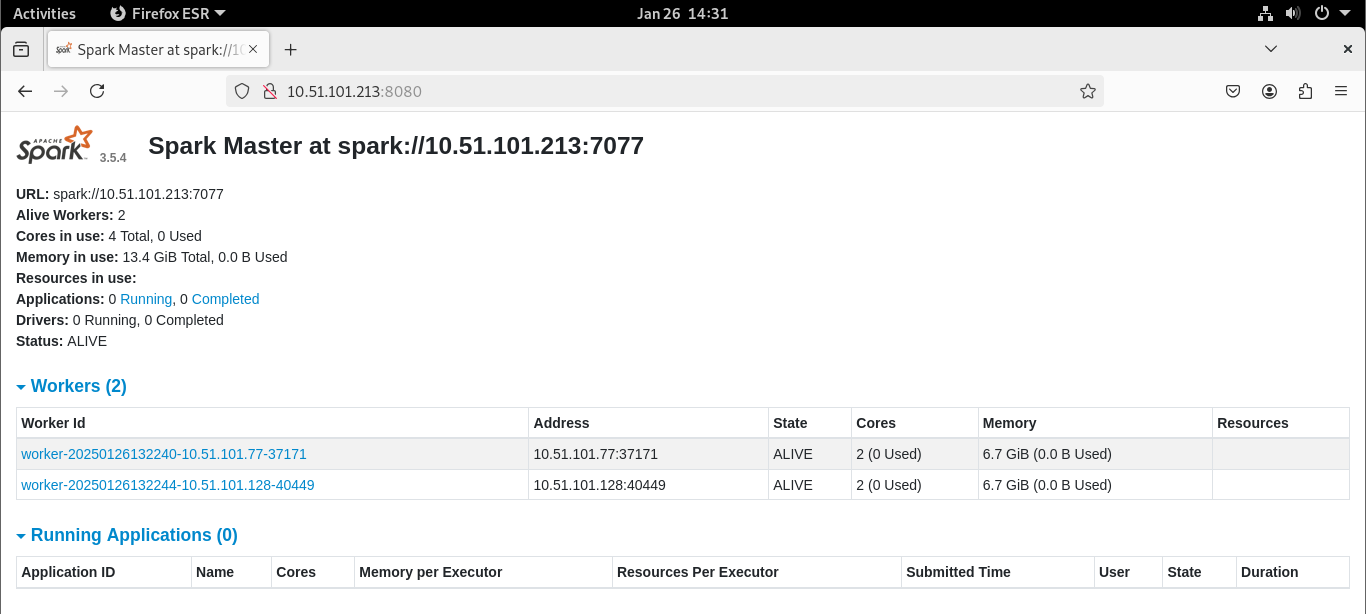 Activities Firefox ESR Jan 26 14:31
Spark Master at spark://10
10.51.101.213:8080
APACHE Spark 3.5.4 Spark Master at spark://10.51.101.213:7077
URL: spark://10.51.101.213:7077
Alive Workers: 2
Cores in use: 4 Total, 0 Used
Memory in use: 13.4 GiB Total, 0.0 B Used
Resources in use:
Applications: 0 Running, 0 Completed
Drivers: 0 Running, 0 Completed
Status: ALIVE
Workers (2)
Worker Id Address State Cores Memory Resources
worker-20250126132240-10.51.101.77-37171 10.51.101.77:37171 ALIVE 2 (0 Used) 6.7 GiB (0.0 B Used)
worker-20250126132244-10.51.101.128-40449 10.51.101.128:40449 ALIVE 2 (0 Used) 6.7 GiB (0.0 B Used)
Running Applications (0)
Application ID Name Cores Memory per Executor Resources Per Executor Submitted Time User State Duration